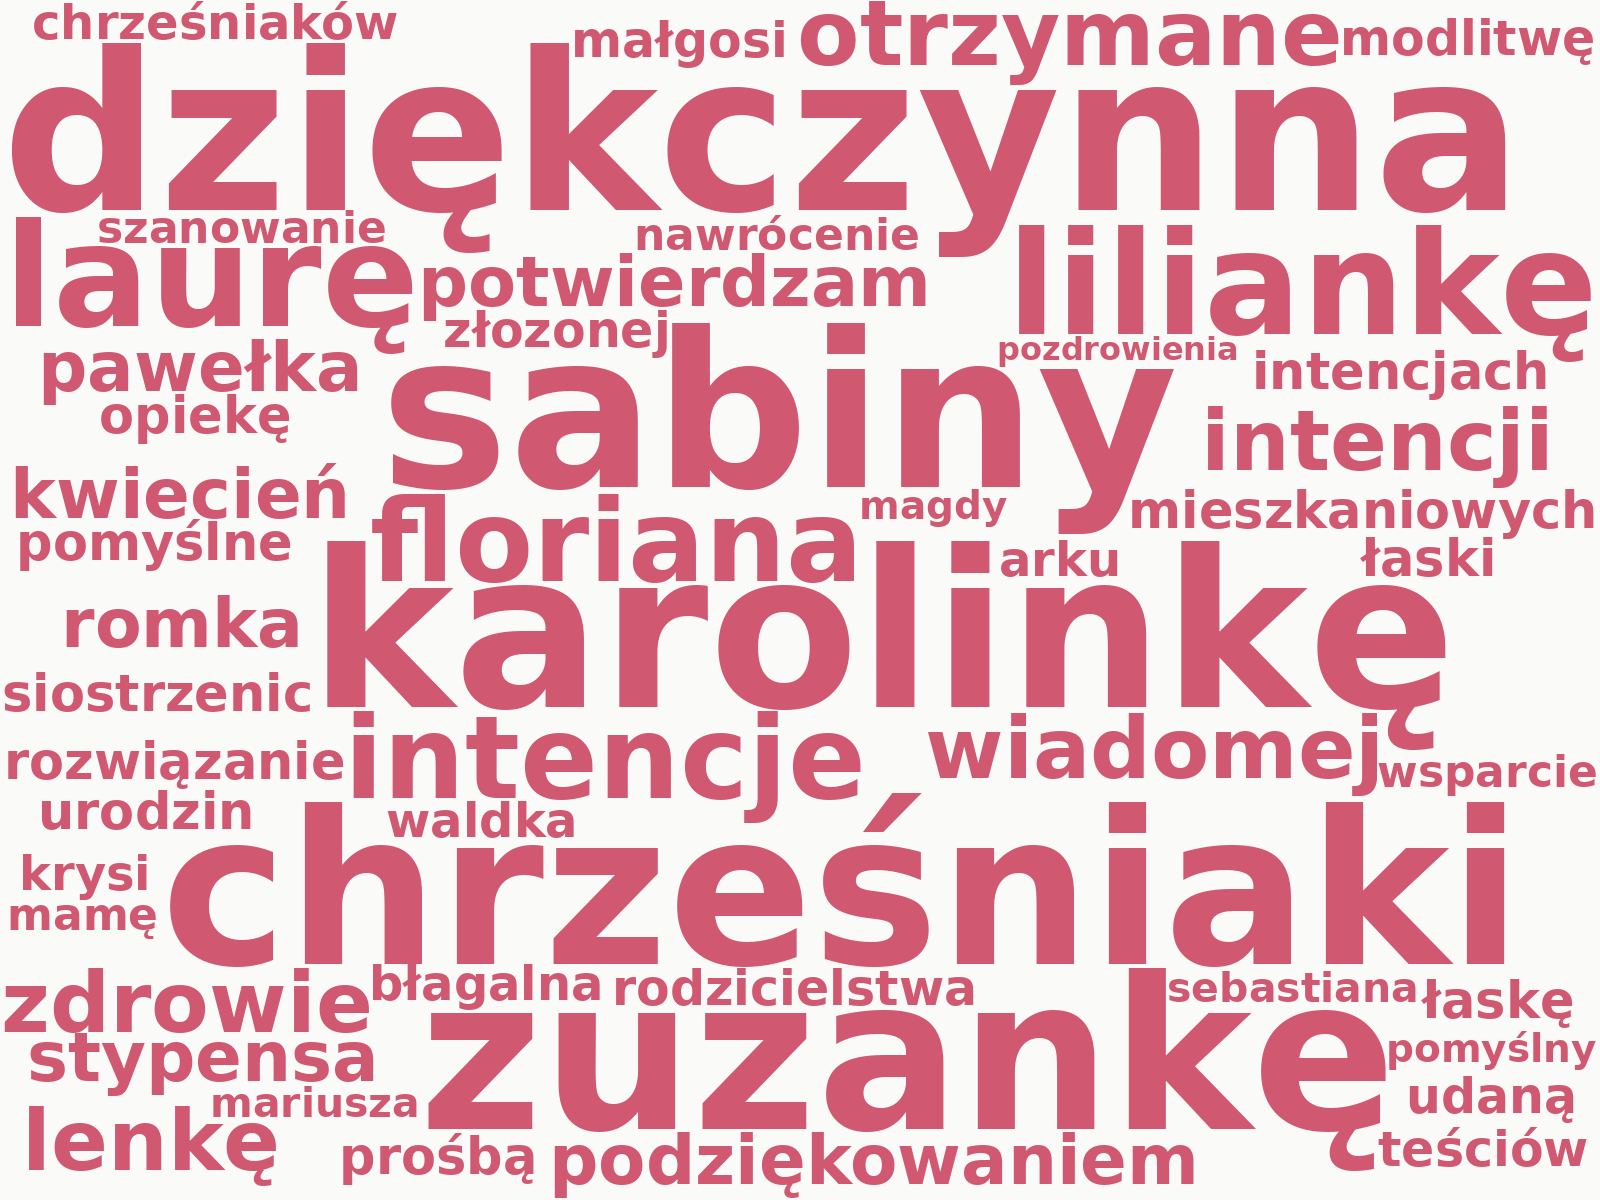 chrześniaków
małgosi
otrzymane
modlitwę
dziękczynna
szanowanie
nawrócenie
laurę
potwierdzam
liliankę
złozonej
pawełka
sabiny
pozdrowienia
intencjach
opiekę
intencji
kwiecień
floriana
magdy
mieszkaniowych
pomyślne
arku
łaski
karolinkę
romka
siostrzenic
intencje
wiadomej
rozwiązanie
wsparcie
urodzin
waldka
chrześniaki
krysi
mamę
zdrowie
błagalna
rodzicielstwa
sebastiana
łaskę
zuzankę
stypensa
pomyślny
mariusza
udaną
lenkę
prośbą
podziękowaniem
teściów